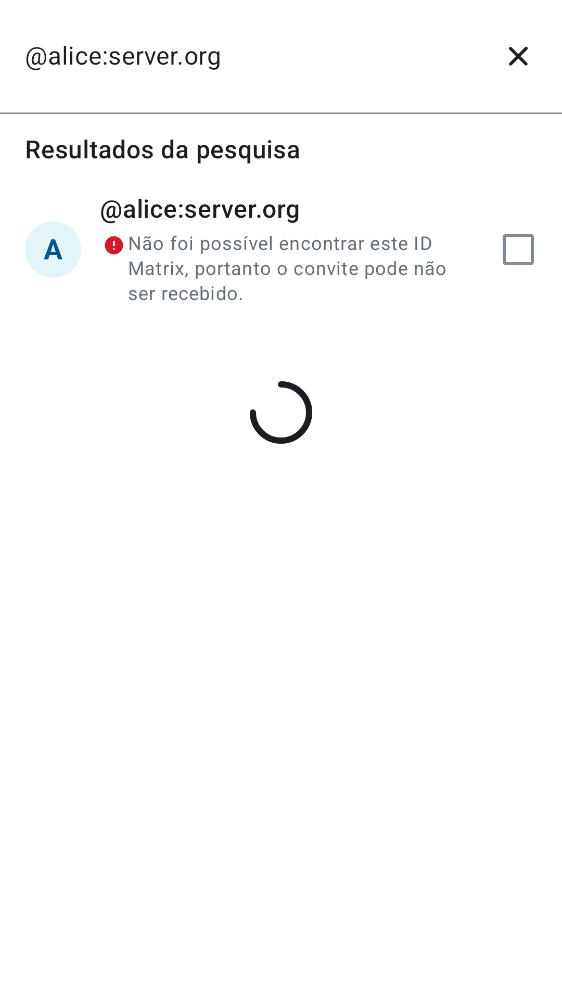 @alice:server.org
Resultados da pesquisa
@alice:server.org
A
Não foi possível encontrar este ID
Matrix, portanto o convite pode não
ser recebido.